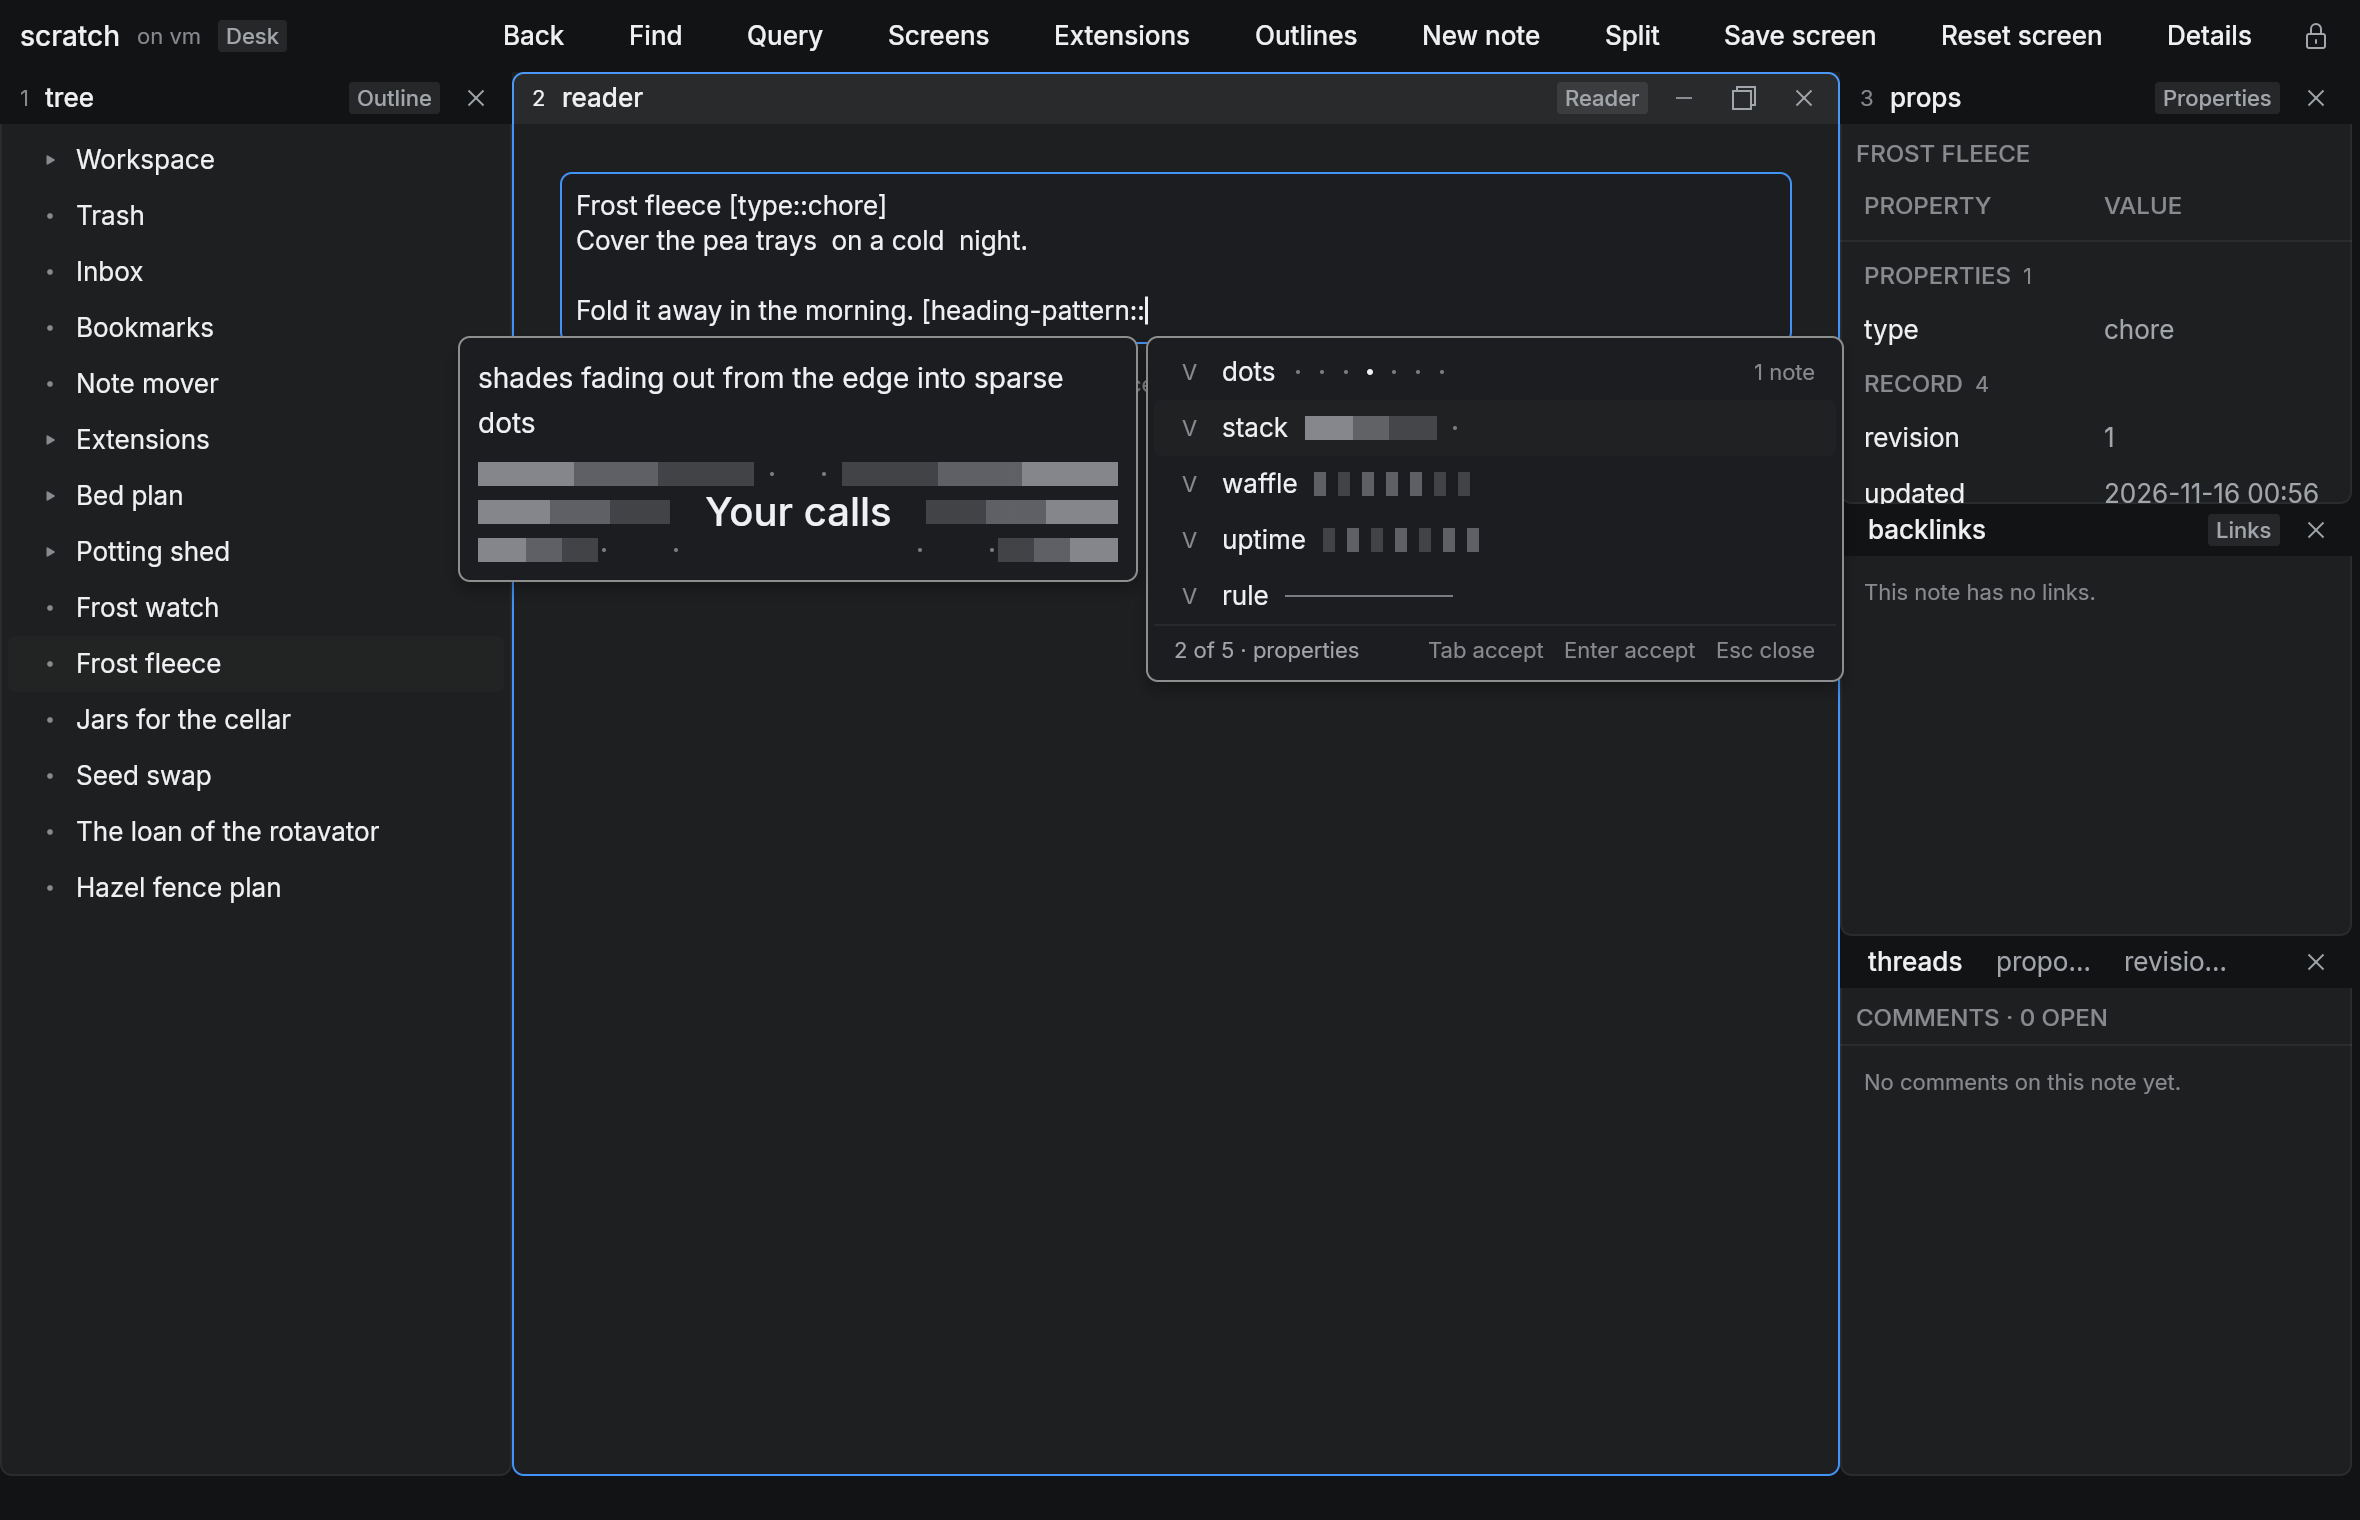 scratch on vm Desk Back Find Query Screens Extensions Outlines New note Split Save screen Reset screen Details
1 tree Outline
Workspace
Trash
Inbox
Bookmarks
Note mover
Extensions
Bed plan
Potting shed
Frost watch
Frost fleece
Jars for the cellar
Seed swap
The loan of the rotavator
Hazel fence plan
2 reader Reader
Frost fleece [type::chore]
Cover the pea trays  on a cold  night.
Fold it away in the morning. [heading-pattern::
shades fading out from the edge into sparse
dots
Your calls
V dots 1 note
V stack
V waffle
V uptime
V rule
2 of 5 · properties Tab accept Enter accept Esc close
3 props Properties
FROST FLEECE
PROPERTY VALUE
PROPERTIES 1
type chore
RECORD 4
revision 1
updated 2026-11-16 00:56
backlinks Links
This note has no links.
threads propo... revisio...
COMMENTS · 0 OPEN
No comments on this note yet.